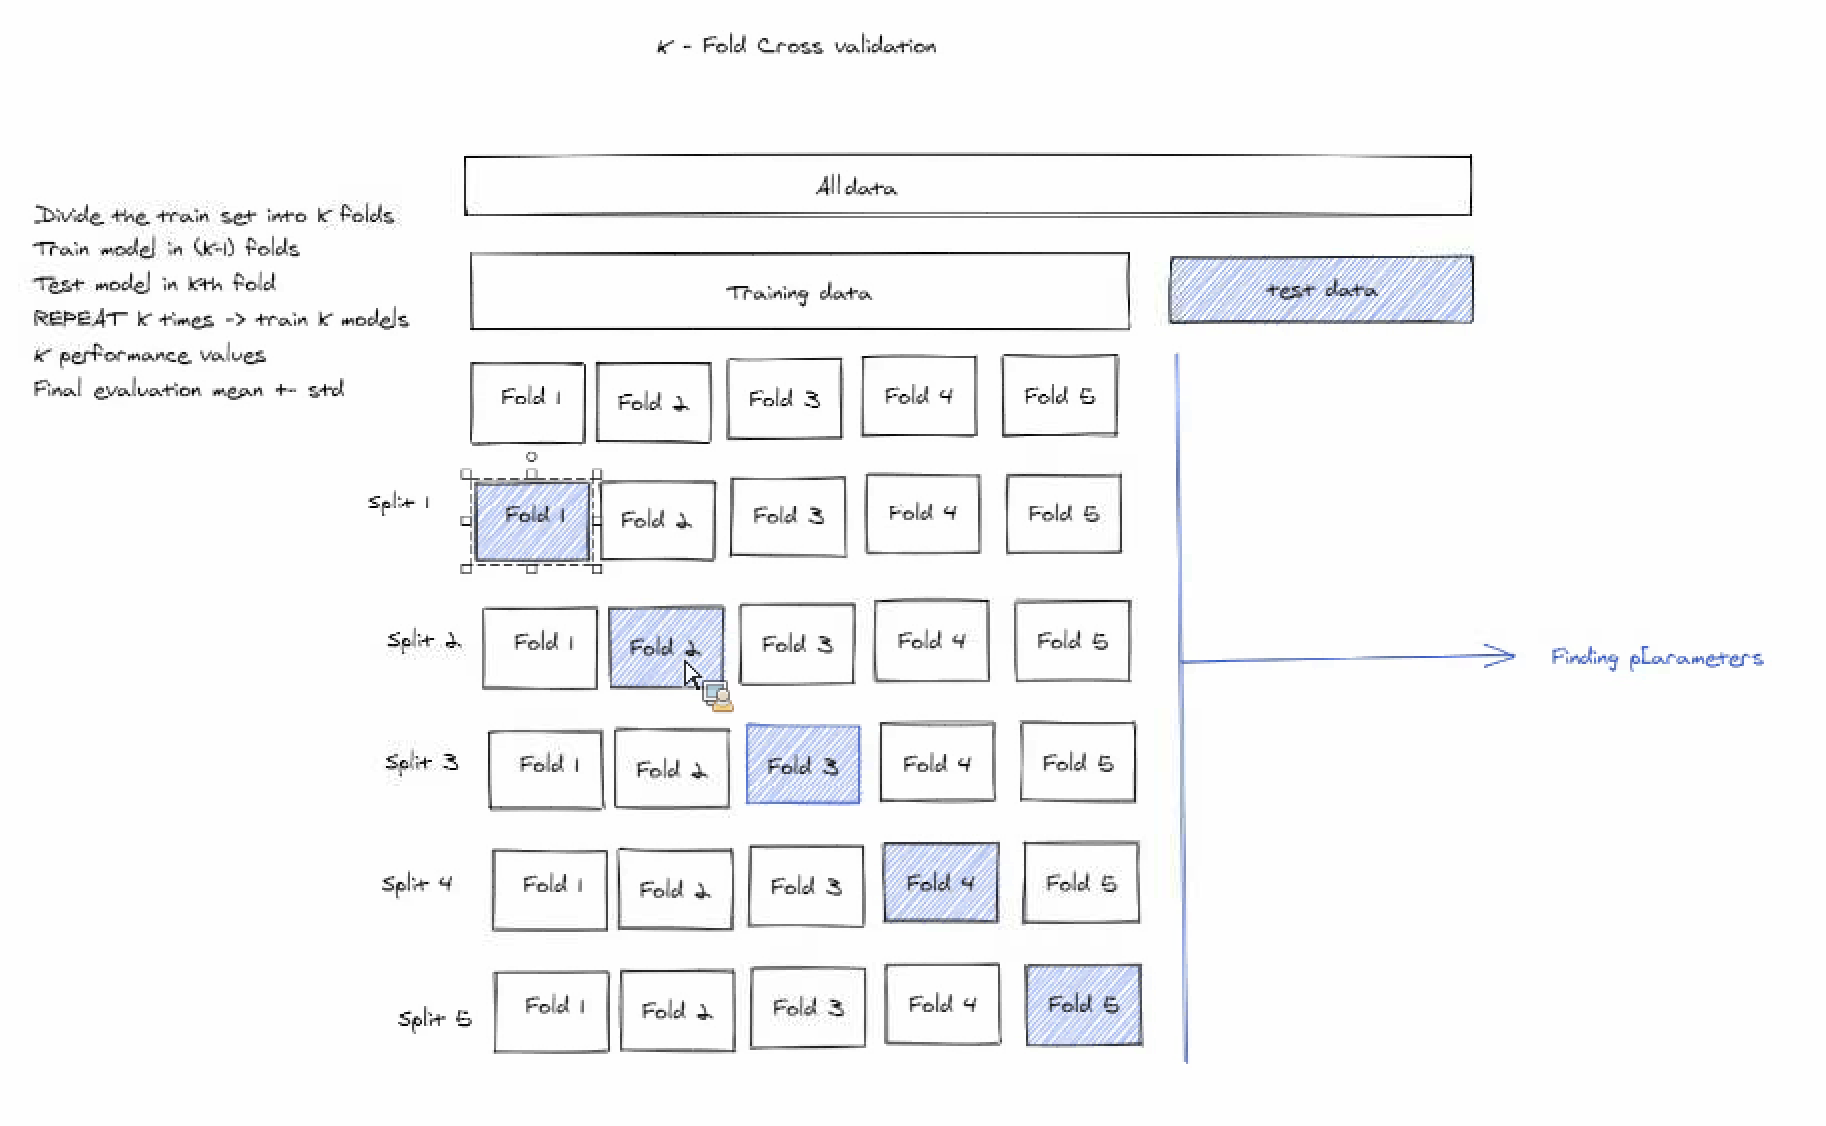 K - Fold Cross validation
All data
Divide the train set into K folds
Train model in (K-1) folds
Test model in Kth fold
REPEAT K times -> train K models
K performance values
Final evaluation mean +- std
Training data
test data
Fold 1 Fold 2 Fold 3 Fold 4 Fold 5
Split 1 Fold 1 Fold 2 Fold 3 Fold 4 Fold 5
Split 2 Fold 1 Fold 2 Fold 3 Fold 4 Fold 5
Finding p[arameters
Split 3 Fold 1 Fold 2 Fold 3 Fold 4 Fold 5
Split 4 Fold 1 Fold 2 Fold 3 Fold 4 Fold 5
Split 5 Fold 1 Fold 2 Fold 3 Fold 4 Fold 5